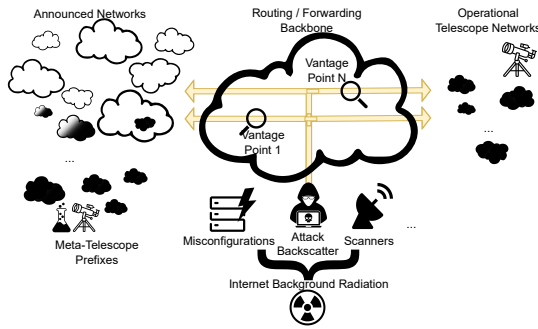 Announced Networks
Routing / Forwarding
Backbone
Operational
Telescope Networks
Vantage
Point N
Vantage
Point 1
...
...
Meta-Telescope
Prefixes
Misconfigurations
Attack
Backscatter
Scanners
...
Internet Background Radiation